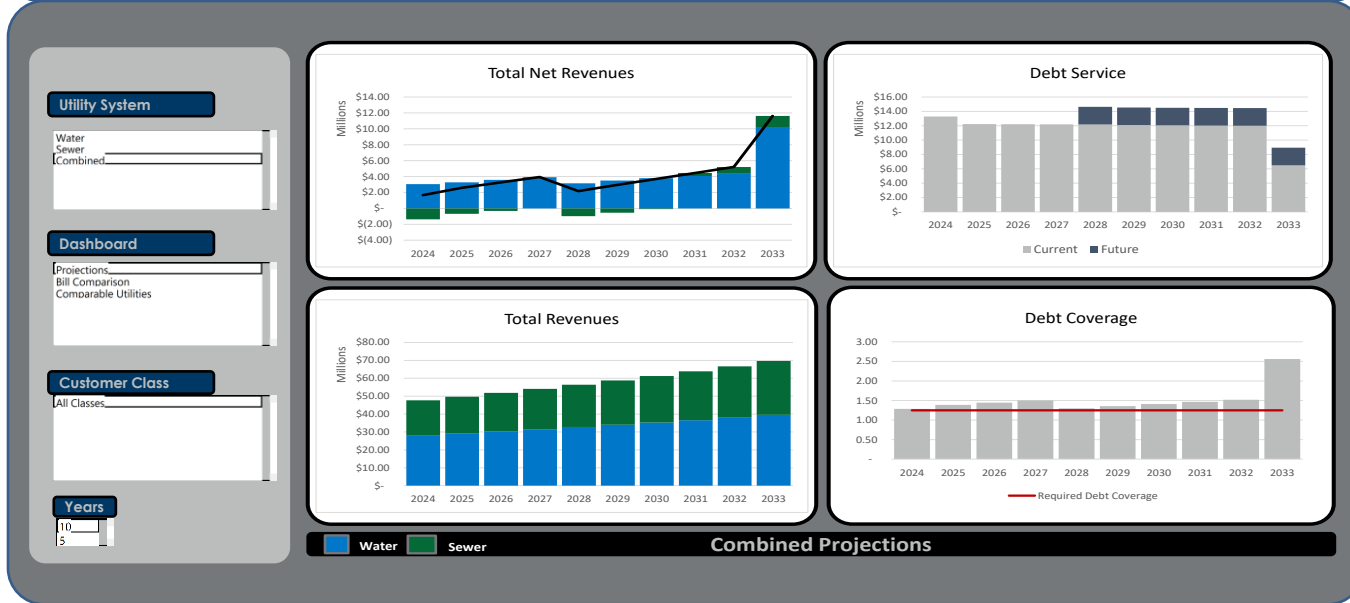 Utility System
Water
Sewer
Combined
Dashboard
Projections
Bill Comparison
Comparable Utilities
Customer Class
All Classes
Years
10
5
Total Net Revenues
Millions
$14.00
$12.00
$10.00
$8.00
$6.00
$4.00
$2.00
$-
$(2.00)
$(4.00)
2024 2025 2026 2027 2028 2029 2030 2031 2032 2033
Debt Service
Millions
$16.00
$14.00
$12.00
$10.00
$8.00
$6.00
$4.00
$2.00
$-
2024 2025 2026 2027 2028 2029 2030 2031 2032 2033
Current Future
Total Revenues
Millions
$80.00
$70.00
$60.00
$50.00
$40.00
$30.00
$20.00
$10.00
$-
2024 2025 2026 2027 2028 2029 2030 2031 2032 2033
Debt Coverage
3.00
2.50
2.00
1.50
1.00
0.50
-
2024 2025 2026 2027 2028 2029 2030 2031 2032 2033
Required Debt Coverage
Water Sewer Combined Projections